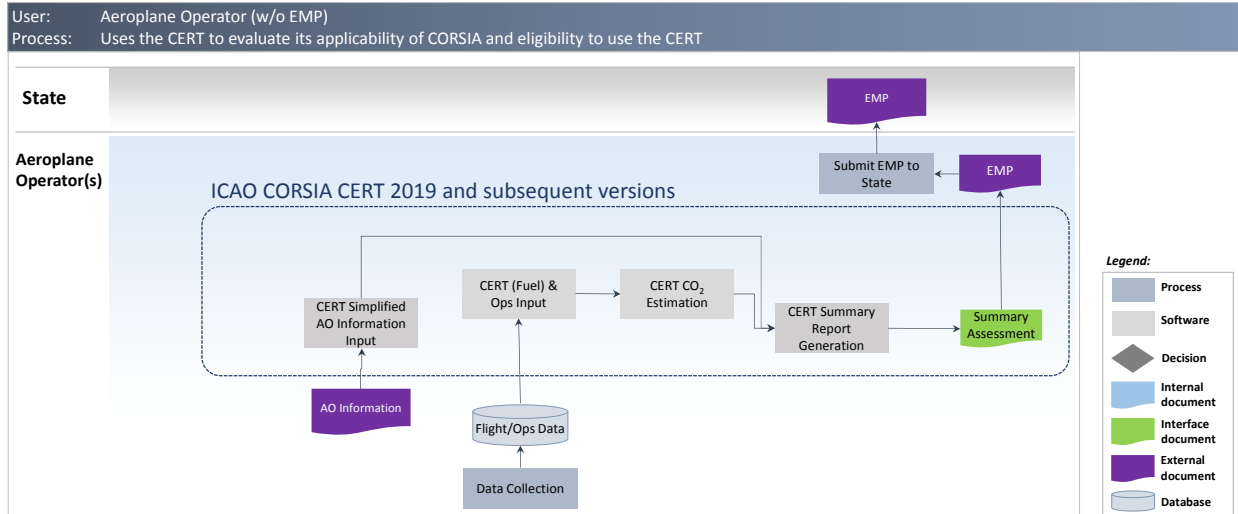 User: Aeroplane Operator (w/o EMP)
Process: Uses the CERT to evaluate its applicability of CORSIA and eligibility to use the CERT
State
EMP
Aeroplane
Operator(s)
Submit EMP to
State
EMP
ICAO CORSIA CERT 2019 and subsequent versions
CERT Simplified
AO Information
Input
CERT (Fuel) &
Ops Input
CERT CO₂
Estimation
CERT Summary
Report
Generation
Summary
Assessment
AO Information
Flight/Ops Data
Data Collection
Legend:
Process
Software
Decision
Internal
document
Interface
document
External
document
Database